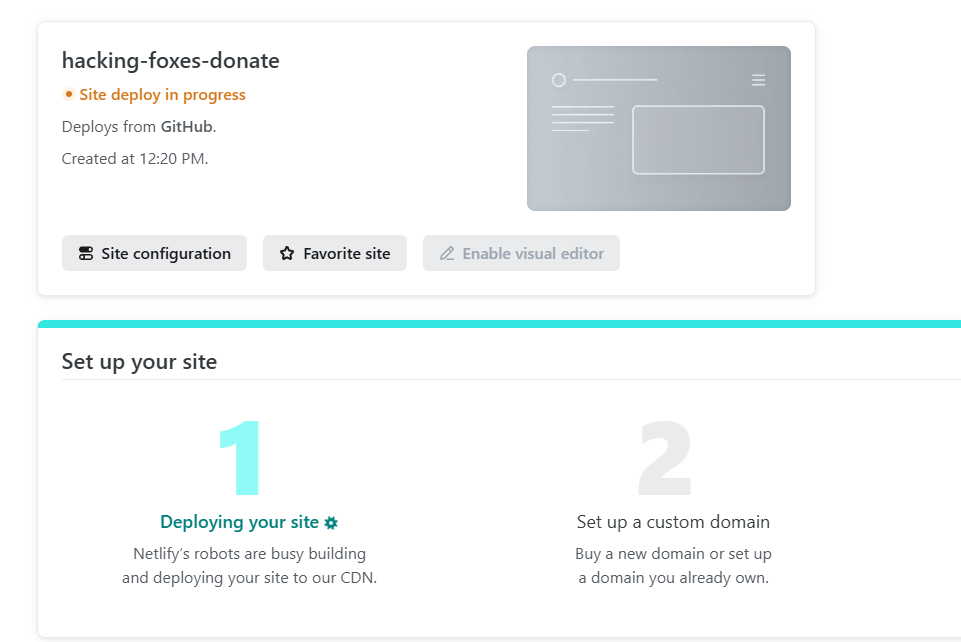 hacking-foxes-donate
Site deploy in progress
Deploys from GitHub.
Created at 12:20 PM.
Site configuration
Favorite site
Enable visual editor
Set up your site
1
Deploying your site
Netlify's robots are busy building
and deploying your site to our CDN.
2
Set up a custom domain
Buy a new domain or set up
a domain you already own.